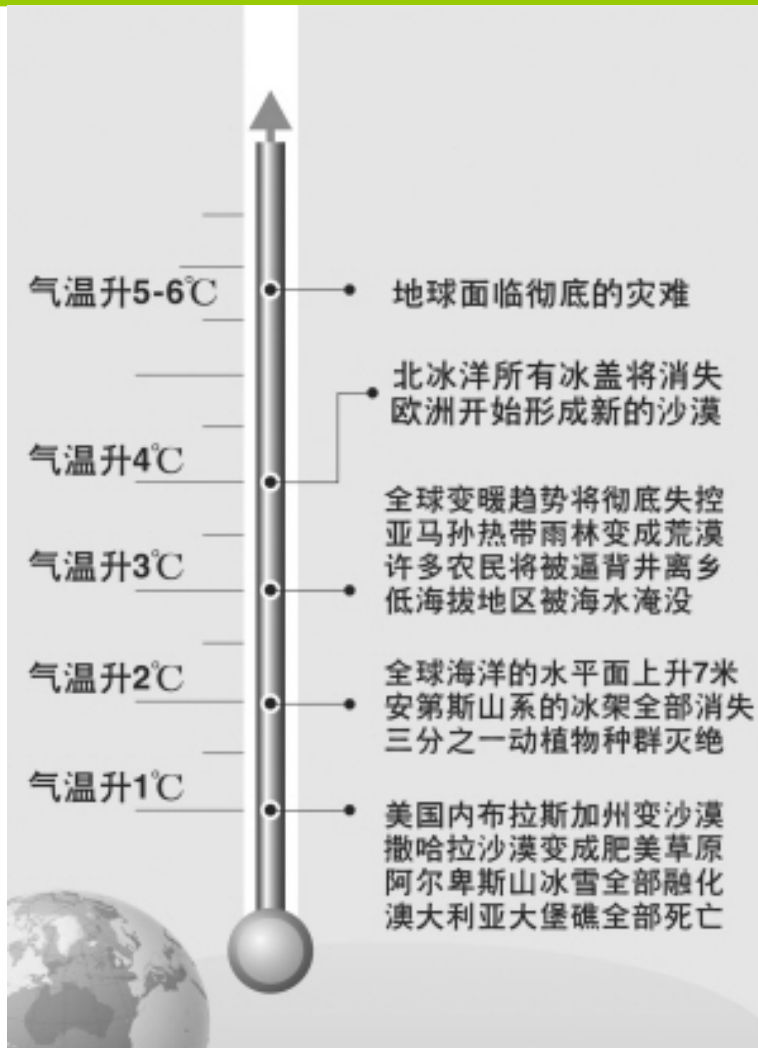 气温升5-6℃
地球面临彻底的灾难
北冰洋所有冰盖将消失
欧洲开始形成新的沙漠
气温升4℃
全球变暖趋势将彻底失控
亚马孙热带雨林变成荒漠
许多农民将被逼背井离乡
低海拔地区被海水淹没
气温升3℃
全球海洋的水平面上升7米
安第斯山系的冰架全部消失
三分之一动植物种群灭绝
气温升2℃
美国内布拉斯加州变沙漠
撒哈拉沙漠变成肥美草原
阿尔卑斯山冰雪全部融化
澳大利亚大堡礁全部死亡
气温升1℃